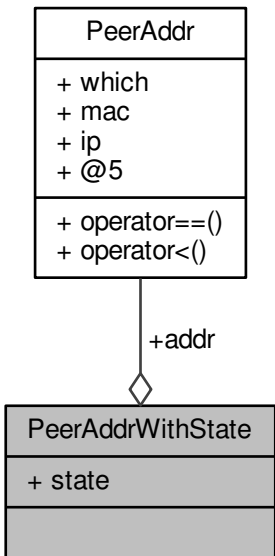 PeerAddr
+ which
+ mac
+ ip
+ @5
+ operator==()
+ operator<()
+addr
PeerAddrWithState
+ state